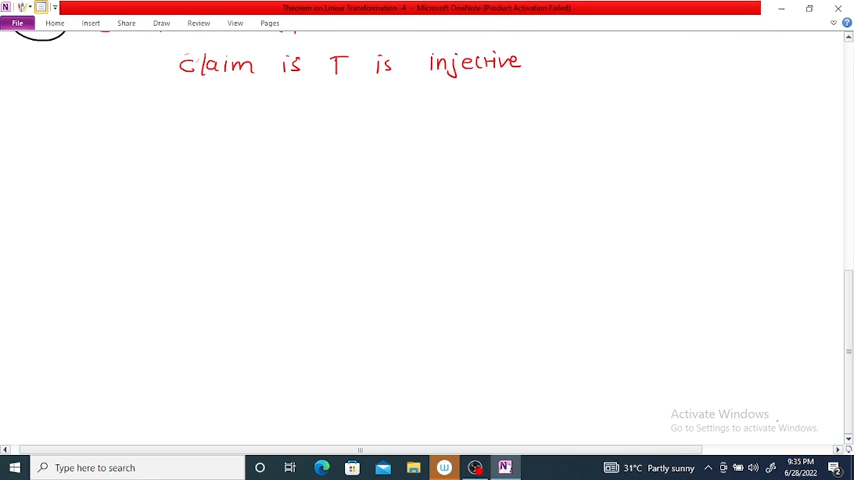 Theorem on Linear Transformation -4 - Microsoft OneNote (Product Activation Failed)
File Home Insert Share Draw Review View Pages
Claim is T is injective
Activate Windows
Go to Settings to activate Windows.
Type here to search
31°C Partly sunny
9:35 PM
6/28/2022
2